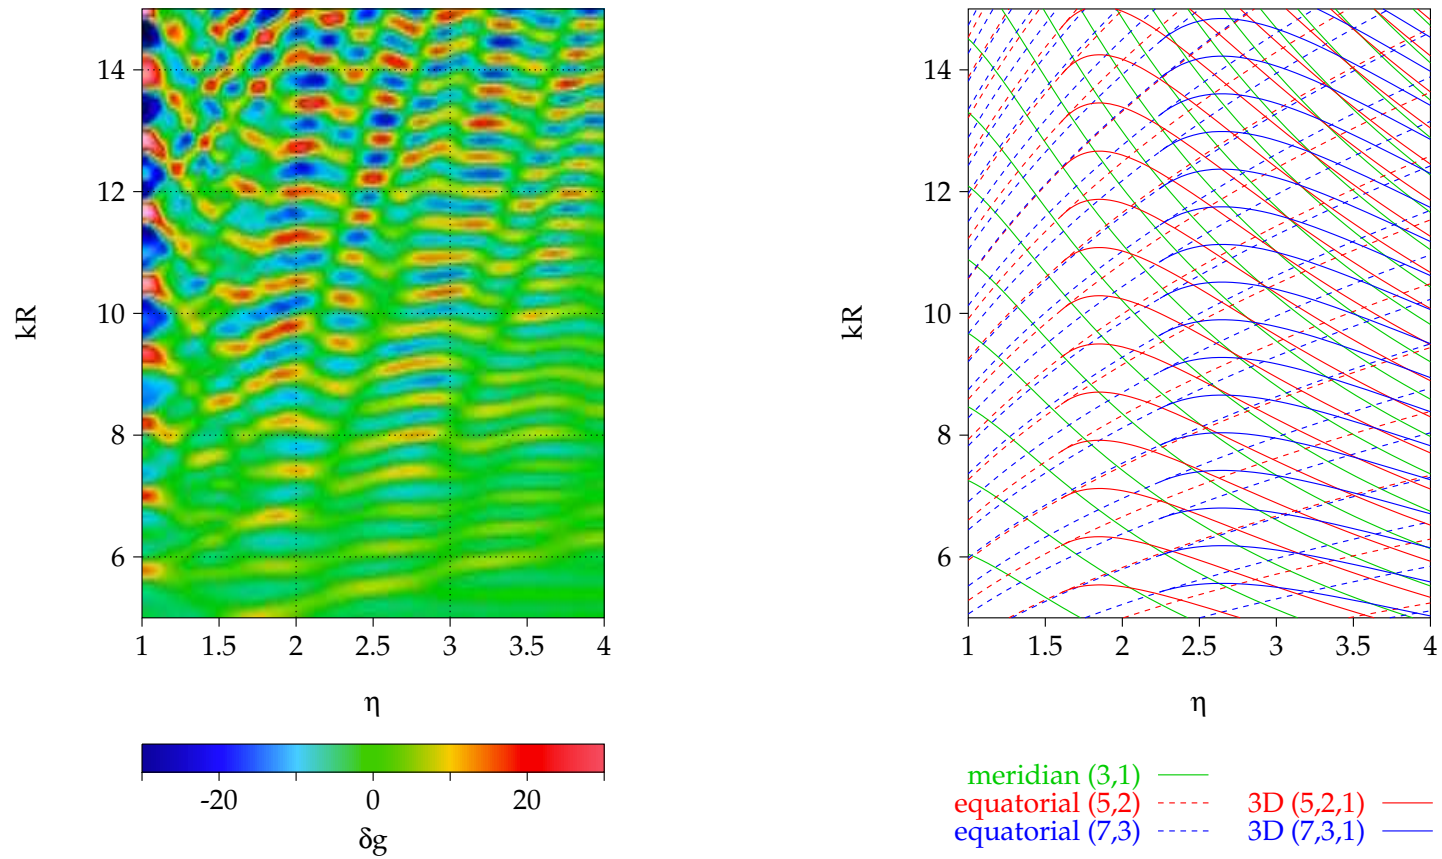 14
12
10
8
6
kR
1 1.5 2 2.5 3 3.5 4
η
-20 0 20
δg
14
12
10
8
6
kR
1 1.5 2 2.5 3 3.5 4
η
meridian (3,1)
equatorial (5,2) 3D (5,2,1)
equatorial (7,3) 3D (7,3,1)